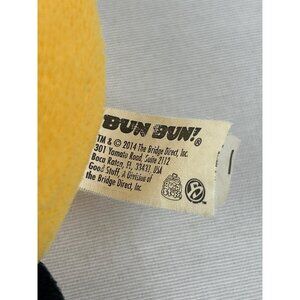 BUN BUN!®
TM & © 2014 The Bridge Direct, Inc.
301 Yamato Road, Suite 2112
Boca Raton, FL, 33431, USA
Good Stuff, A Division of
the Bridge Direct, Inc.